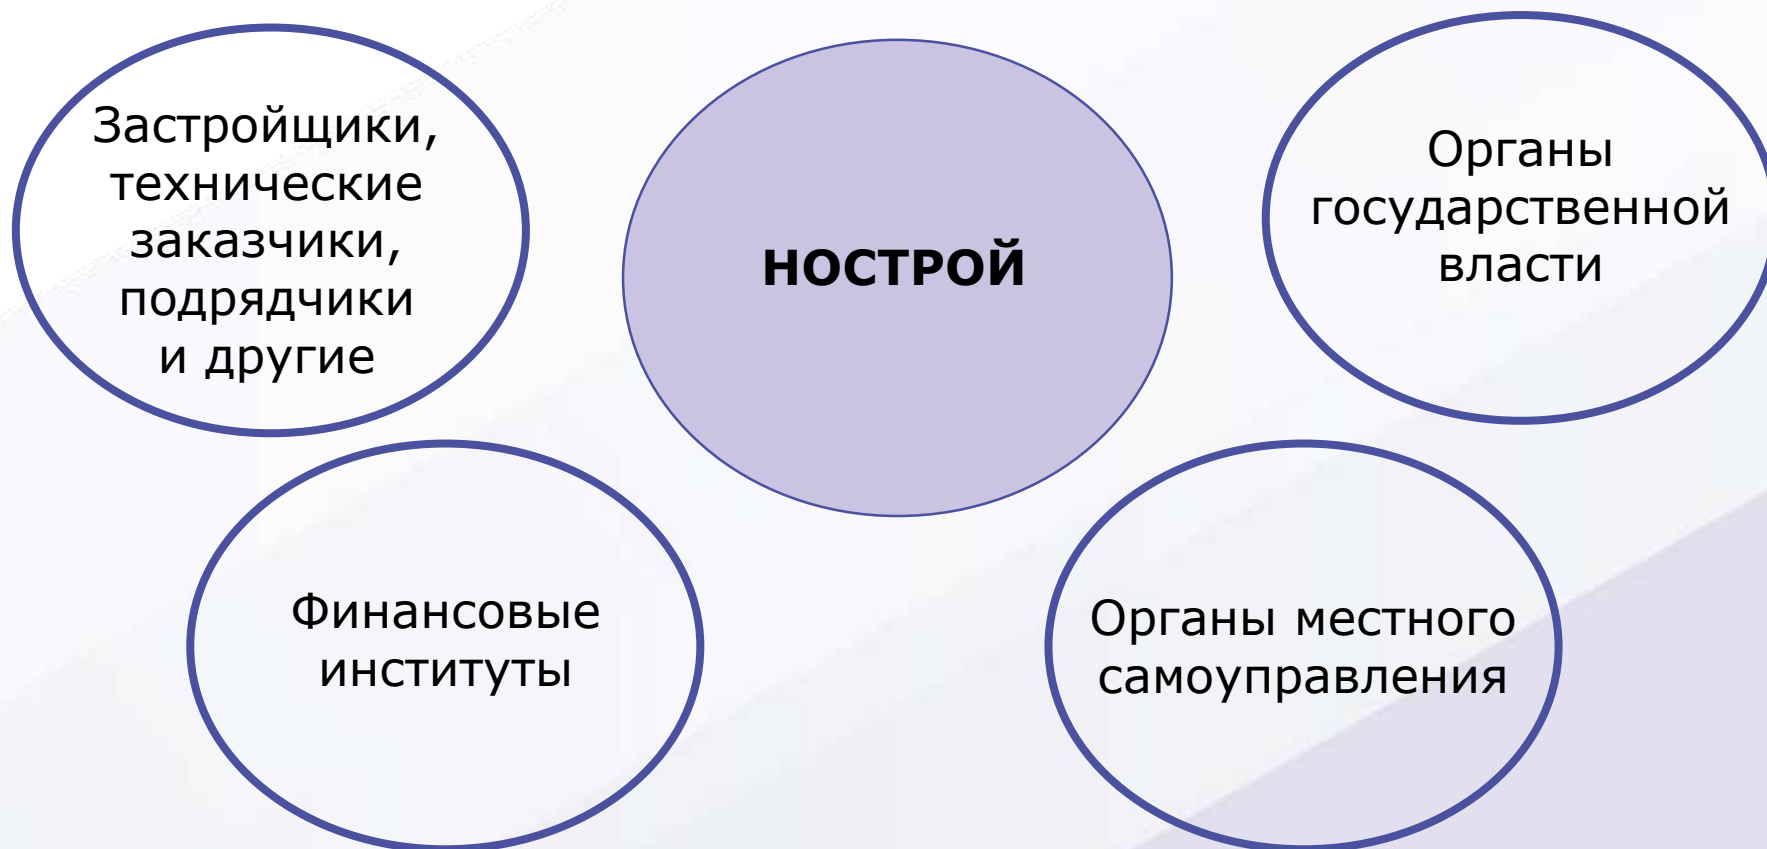 Застройщики,
технические
заказчики,
подрядчики
и другие
НОСТРОЙ
Органы
государственной
власти
Финансовые
институты
Органы местного
самоуправления